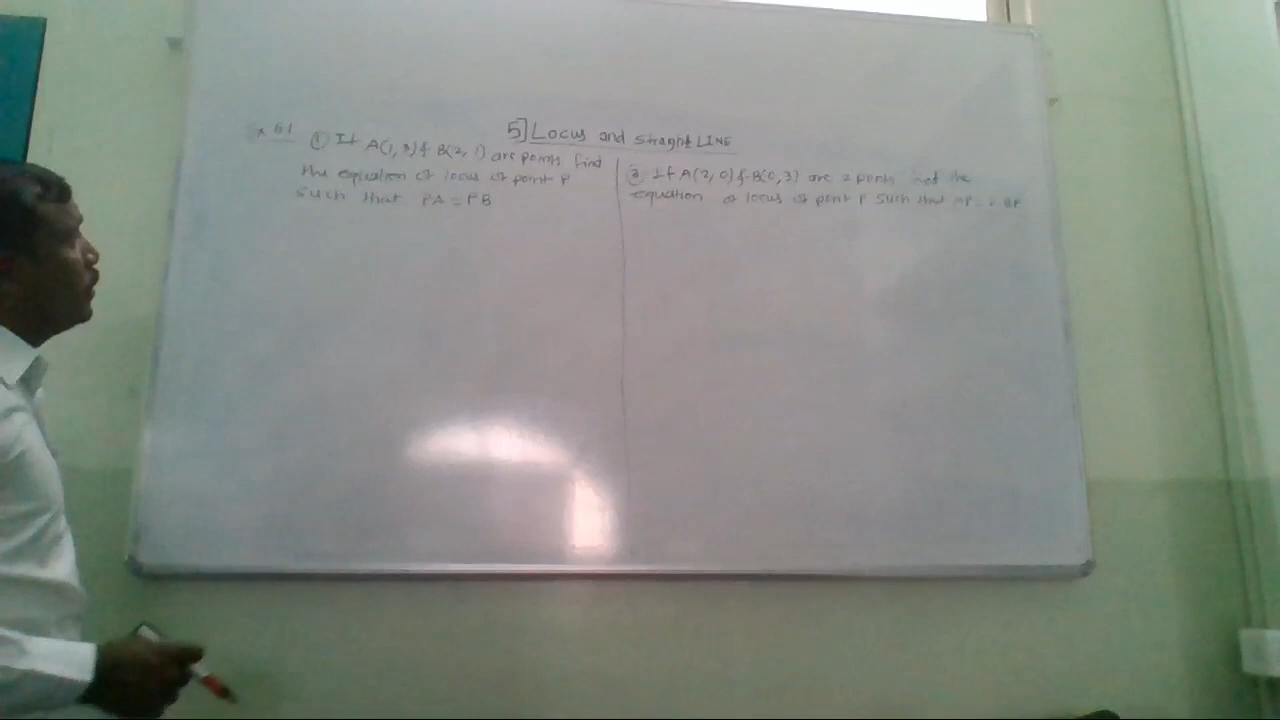 5] Locus and Straight LINE
① If A(1, 3) & B(2, 1) are points find
the equation of locus of point P
such that PA = PB
② If A(2, 0) & B(0, 3) are 2 points find the
equation of locus of point P such that